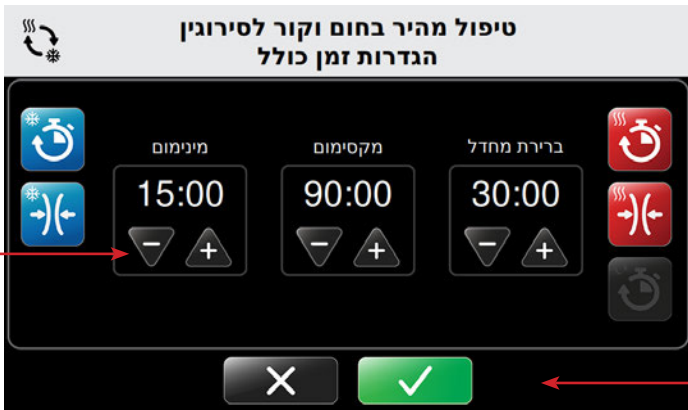 טיפול מהיר בחום וקור לסירוגין
הגדרות זמן כולל
ברירת מחדל
מקסימום
מינימום
30:00
90:00
15:00